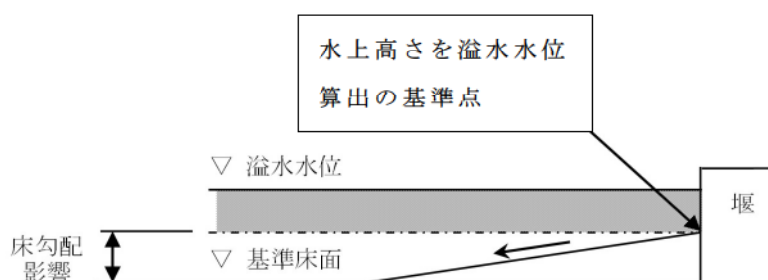 水上高さを溢水水位
算出の基準点
▽ 溢水水位
堰
床勾配
影響
▽ 基準床面